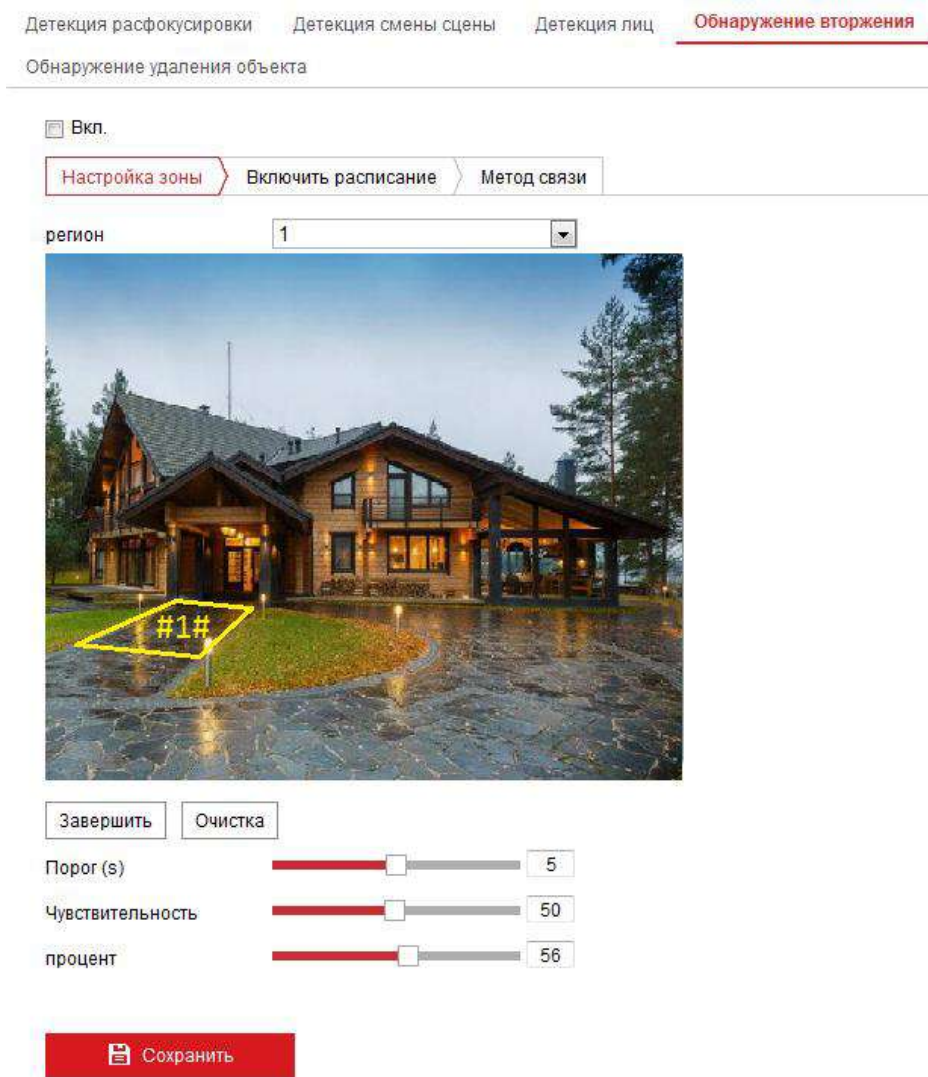 Детекция расфокусировки Детекция смены сцены Детекция лиц Обнаружение вторжения
Обнаружение удаления объекта
Вкл.
Настройка зоны Включить расписание Метод связи
регион 1
#1#
Завершить Очистка
Порог (s) 5
Чувствительность 50
процент 56
Сохранить